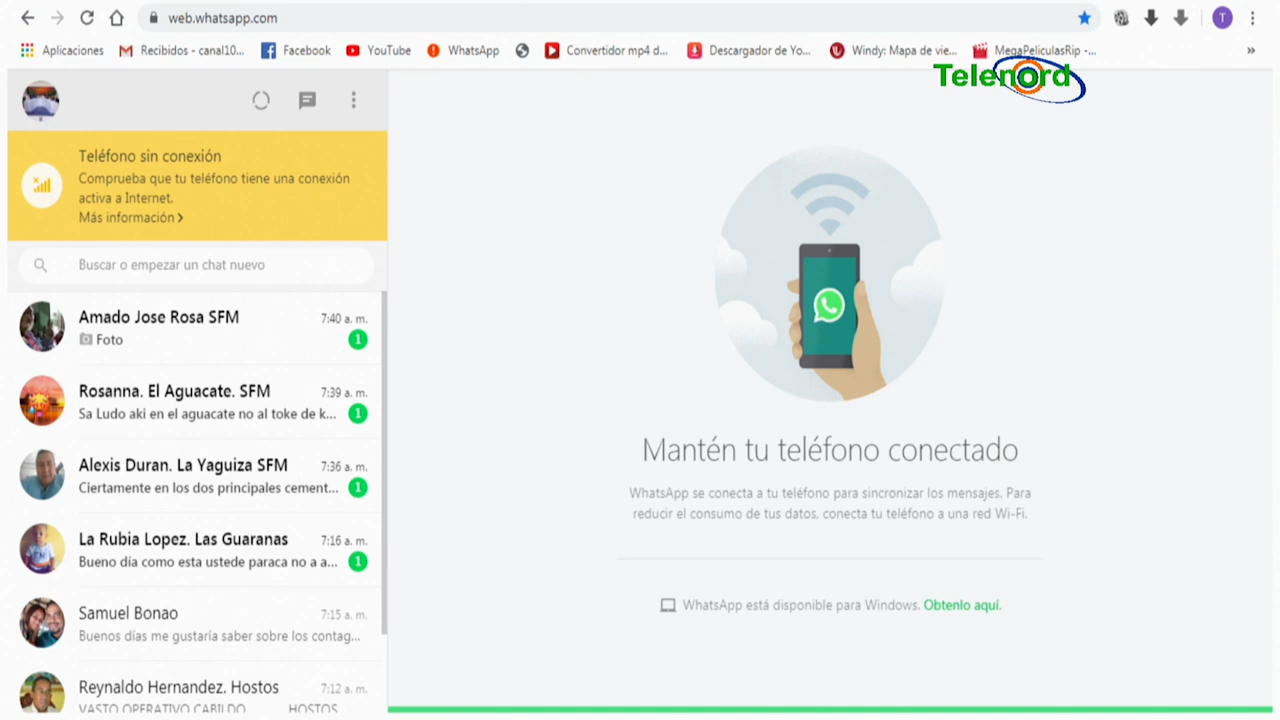 web.whatsapp.com
T
Aplicaciones
Recibidos - canal10...
Facebook
YouTube
WhatsApp
Convertidor mp4 d...
Descargador de Yo...
Windy: Mapa de vie...
MegaPeliculasRip -...
»
Telenord
Teléfono sin conexión
Comprueba que tu teléfono tiene una conexión
activa a Internet.
Más información
Buscar o empezar un chat nuevo
Amado Jose Rosa SFM 7:40 a. m.
Foto 1
Rosanna. El Aguacate. SFM 7:39 a. m.
Sa Ludo aki en el aguacate no al toke de k... 1
Alexis Duran. La Yaguiza SFM 7:36 a. m.
Ciertamente en los dos principales cement... 1
La Rubia Lopez. Las Guaranas 7:16 a. m.
Bueno día como esta ustede paraca no a a... 1
Samuel Bonao 7:15 a. m.
Buenos días me gustaría saber sobre los contag...
Reynaldo Hernandez. Hostos 7:12 a. m.
VASTO OPERATIVO CABILDO HOSTOS
Mantén tu teléfono conectado
WhatsApp se conecta a tu teléfono para sincronizar los mensajes. Para
reducir el consumo de tus datos, conecta tu teléfono a una red Wi-Fi.
WhatsApp está disponible para Windows. Obtenlo aquí.